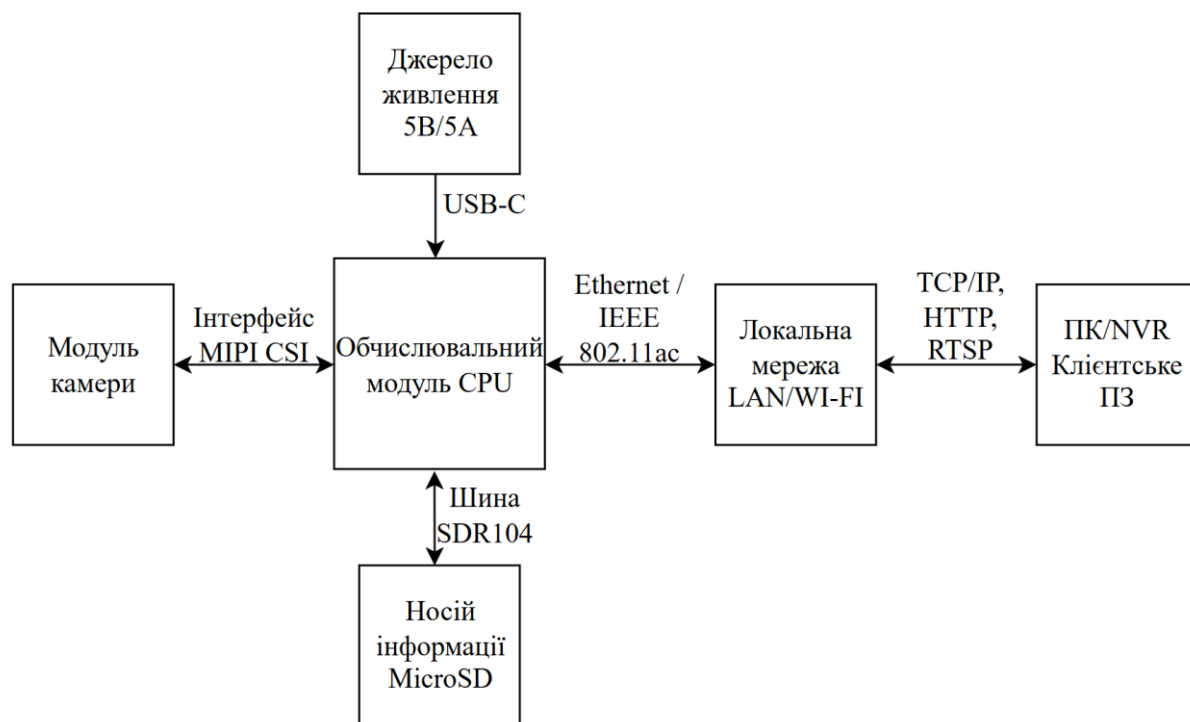 Джерело
живлення
5В/5А
USB-C
Модуль
камери
Інтерфейс
MIPI CSI
Обчислювальний
модуль CPU
Ethernet /
IEEE
802.11ac
Локальна
мережа
LAN/WI-FI
TCP/IP,
HTTP,
RTSP
ПК/NVR
Клієнтське
ПЗ
Шина
SDR104
Носій
інформації
MicroSD